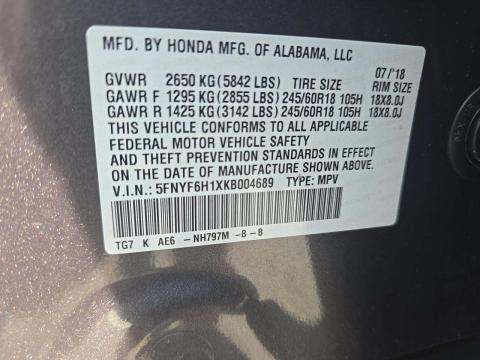 MFD. BY HONDA MFG. OF ALABAMA, LLC
07/'18
GVWR 2650 KG(5842 LBS) TIRE SIZE RIM SIZE
GAWR F 1295 KG(2855 LBS) 245/60R18 105H 18X8.0J
GAWR R 1425 KG(3142 LBS) 245/60R18 105H 18X8.0J
THIS VEHICLE CONFORMS TO ALL APPLICABLE
FEDERAL MOTOR VEHICLE SAFETY
AND THEFT PREVENTION STANDARDS IN EFFECT
ON THE DATE OF MANUFACTURE SHOWN ABOVE.
V.I.N.: 5FNYF6H1XKB004689 TYPE: MPV
TG7 K AE6 -NH797M -8-8